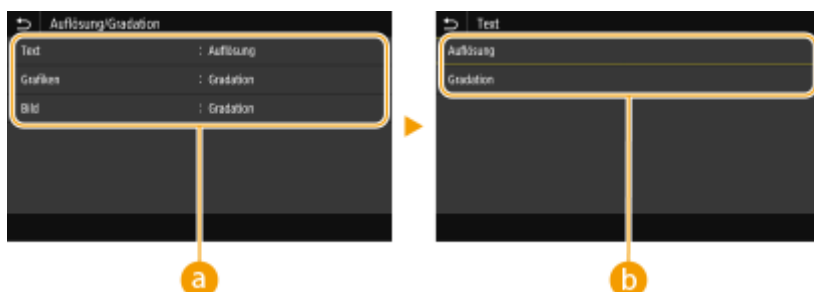 Auflösung/Gradation
Text : Auflösung
Grafiken : Gradation
Bild : Gradation
a
Text
Auflösung
Gradation
b